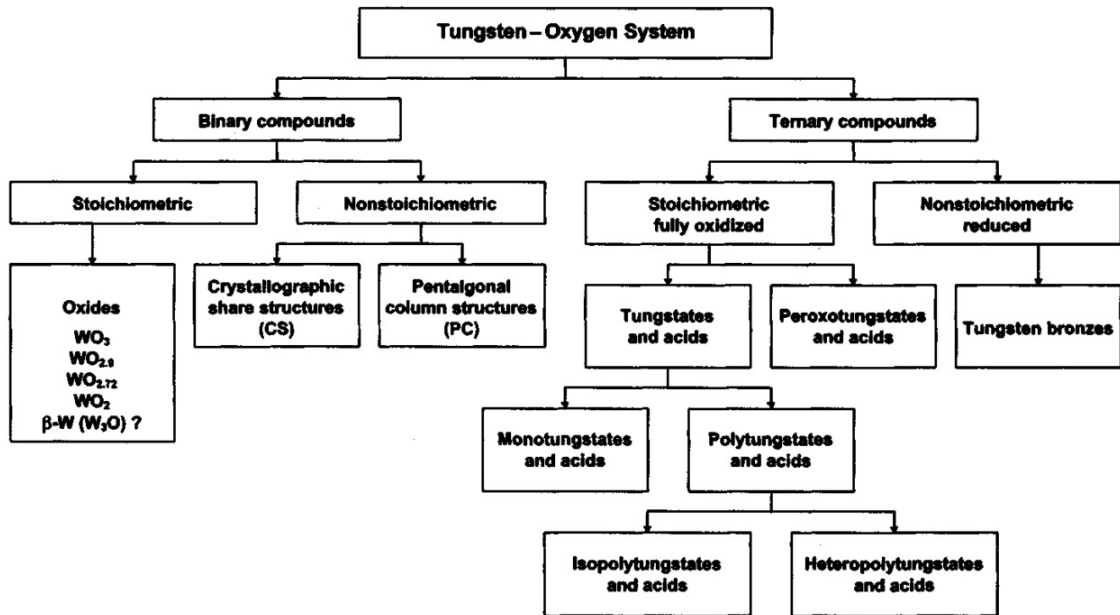 Tungsten – Oxygen System
Binary compounds
Ternary compounds
Stoichiometric
Nonstoichiometric
Stoichiometric
fully oxidized
Nonstoichiometric
reduced
Oxides
WO₃
WO₂.₉
WO₂.₇₂
WO₂
β-W (W₃O) ?
Crystallographic
share structures
(CS)
Pentalgonal
column structures
(PC)
Tungstates
and acids
Peroxotungstates
and acids
Tungsten bronzes
Monotungstates
and acids
Polytungstates
and acids
Isopolytungstates
and acids
Heteropolytungstates
and acids